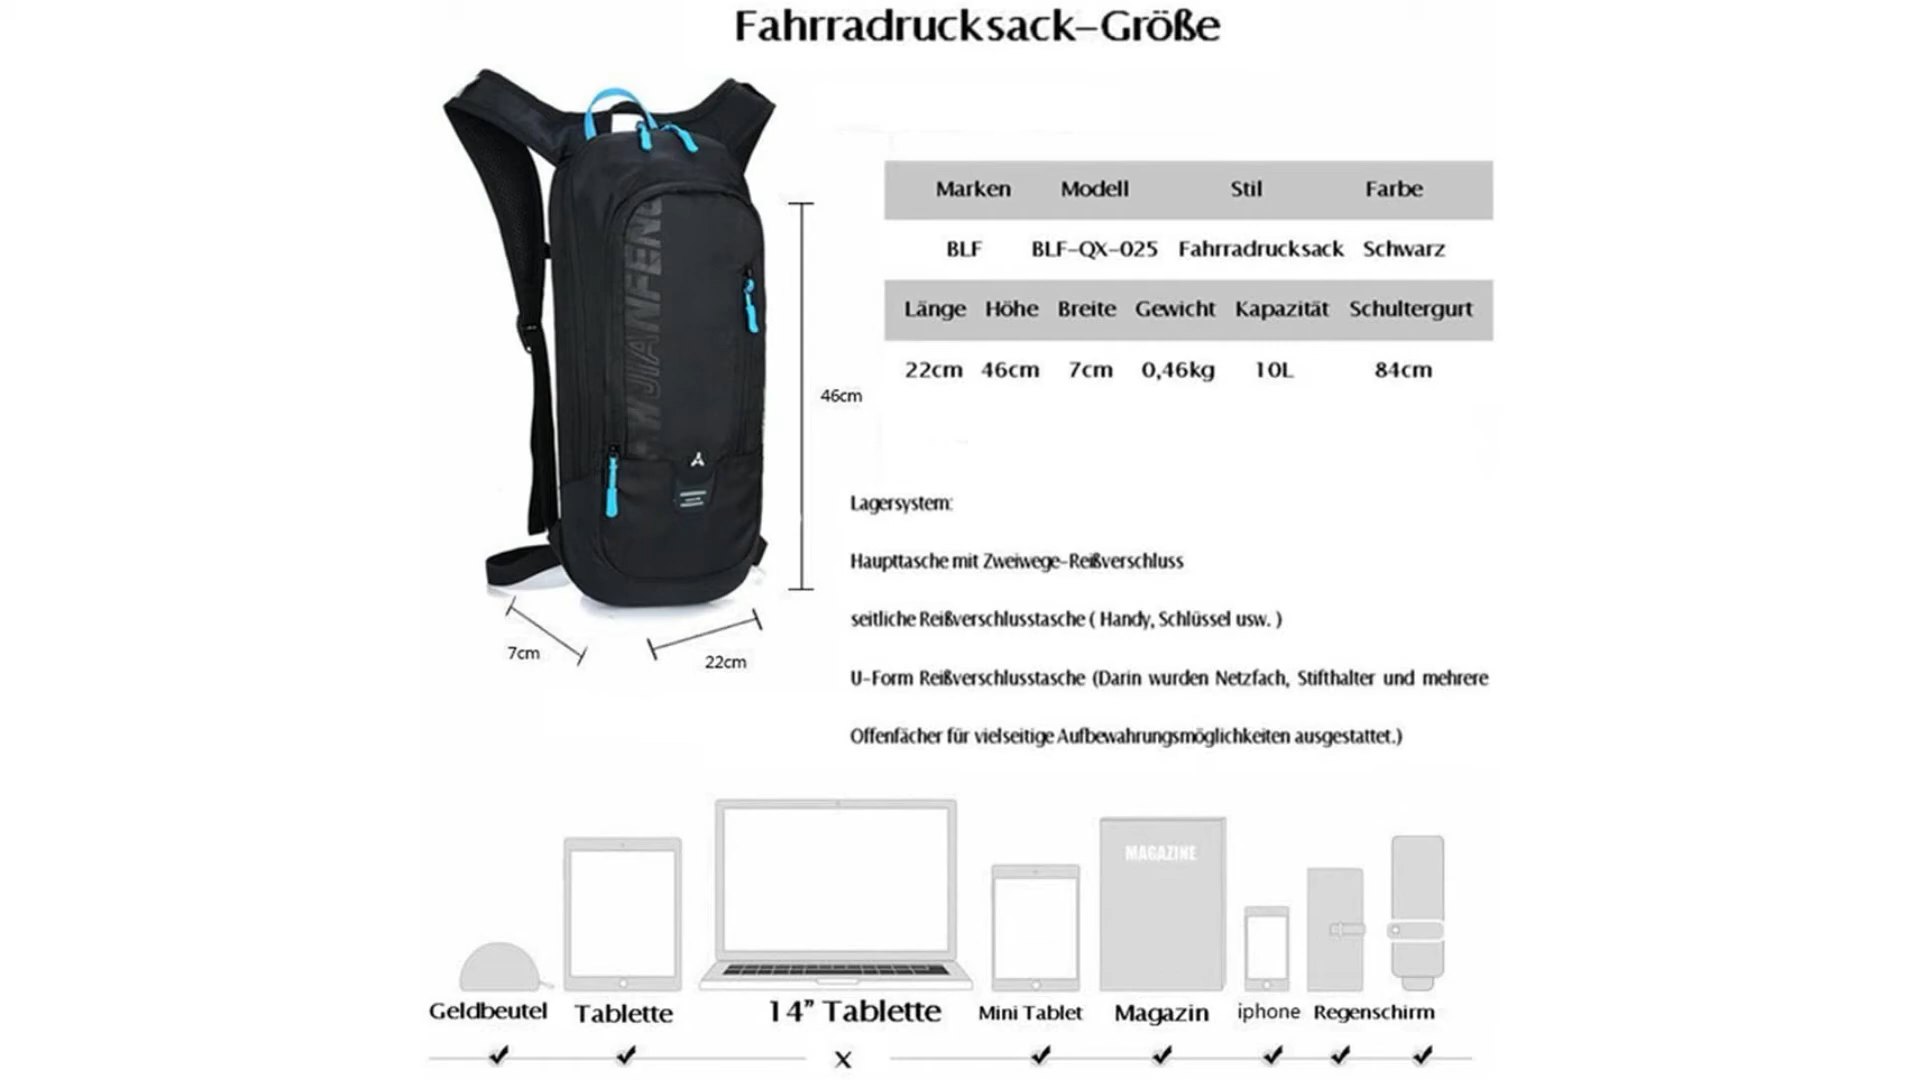 Fahrradrucksack-Größe
Marken Modell Stil Farbe
BLF BLF-QX-025 Fahrradrucksack Schwarz
Länge Höhe Breite Gewicht Kapazität Schultergurt
22cm 46cm 7cm 0,46kg 10L 84cm
46cm
7cm
22cm
Lagersystem:
Haupttasche mit Zweiwege-Reißverschluss
seitliche Reißverschlusstasche ( Handy, Schlüssel usw. )
U-Form Reißverschlusstasche (Darin wurden Netzfach, Stifthalter und mehrere
Offenfächer für vielseitige Aufbewahrungsmöglichkeiten ausgestattet.)
MAGAZINE
Geldbeutel Tablette 14” Tablette Mini Tablet Magazin iphone Regenschirm
X